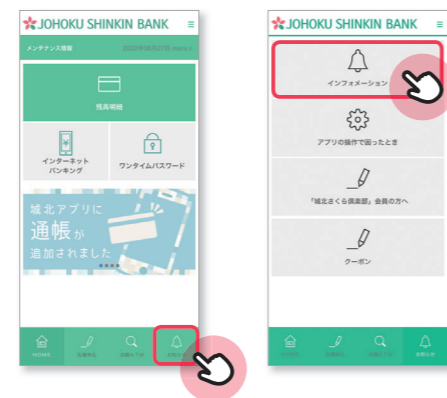 JOHOKU SHINKIN BANK
メンテナンス情報
残高明細
インターネット
バンキング
ワンタイムパスワード
城北アプリに
通帳が
追加されました
HOME
JOHOKU SHINKIN BANK
インフォメーション
アプリの操作で困ったとき
「城北さくら倶楽部」会員の方へ
クーポン
お知らせ